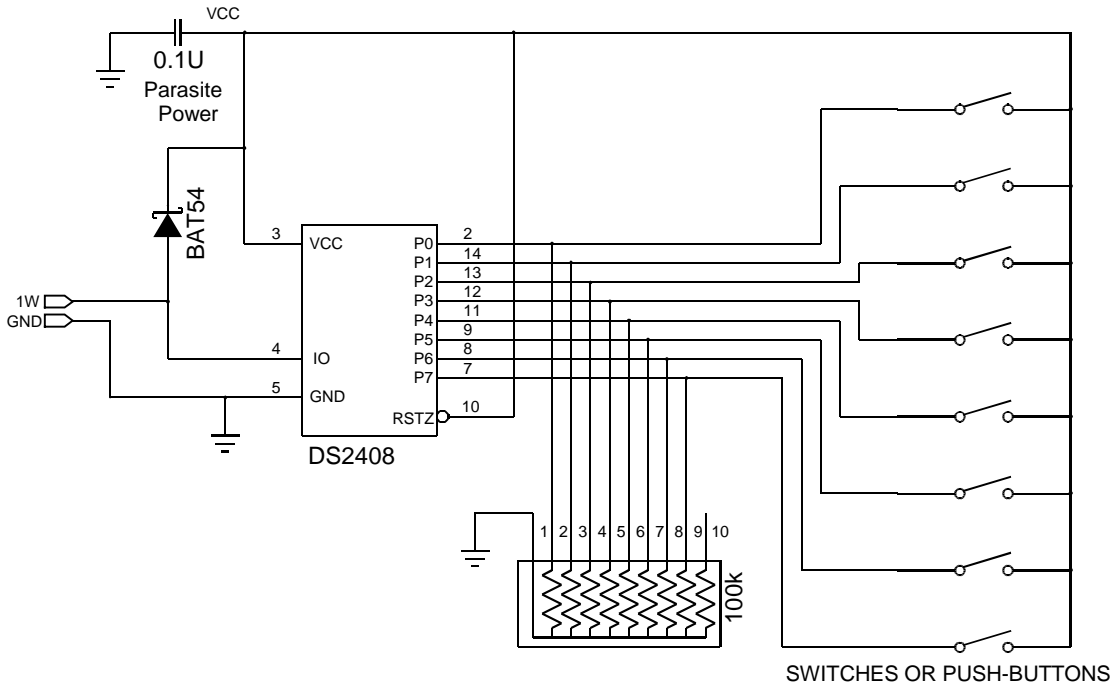 VCC
0.1U
Parasite
Power
BAT54
1W
GND
3
VCC
4
IO
5
GND
P0
2
P1
14
P2
13
P3
12
P4
11
P5
9
P6
8
P7
7
RSTZ
10
DS2408
1 2 3 4 5 6 7 8 9 10
100k
SWITCHES OR PUSH-BUTTONS